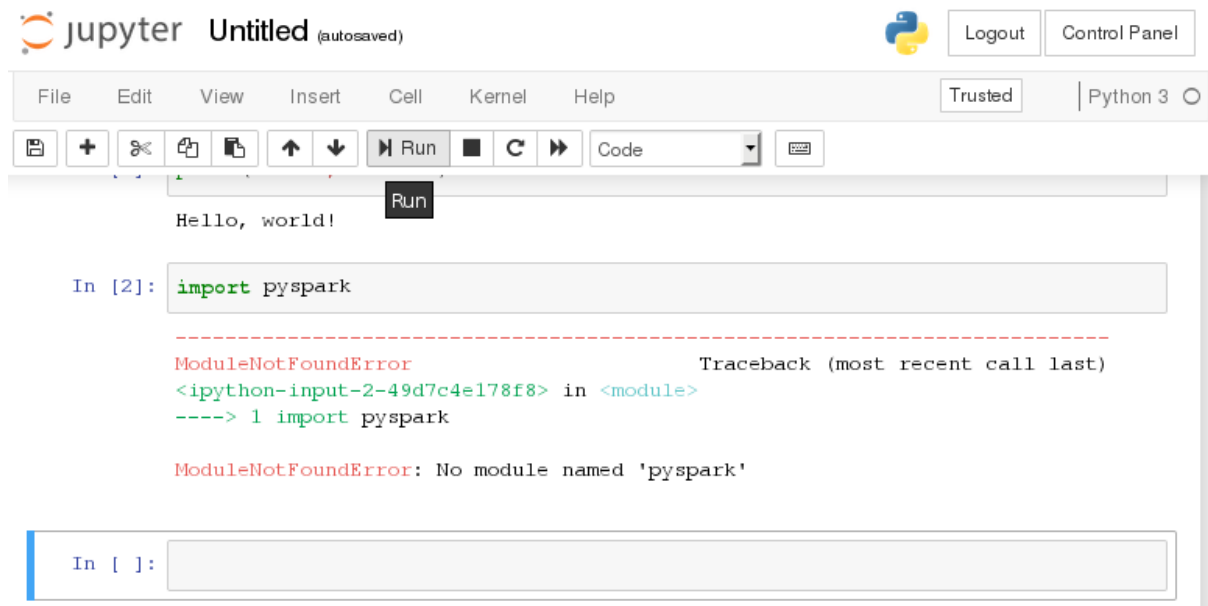 jupyter Untitled (autosaved) Logout Control Panel
File Edit View Insert Cell Kernel Help Trusted Python 3
Run Code
Run
Hello, world!
In [2]: import pyspark
---------------------------------------------------------------------------
ModuleNotFoundError Traceback (most recent call last)
<ipython-input-2-49d7c4e178f8> in <module>
----> 1 import pyspark
ModuleNotFoundError: No module named 'pyspark'
In [ ]: